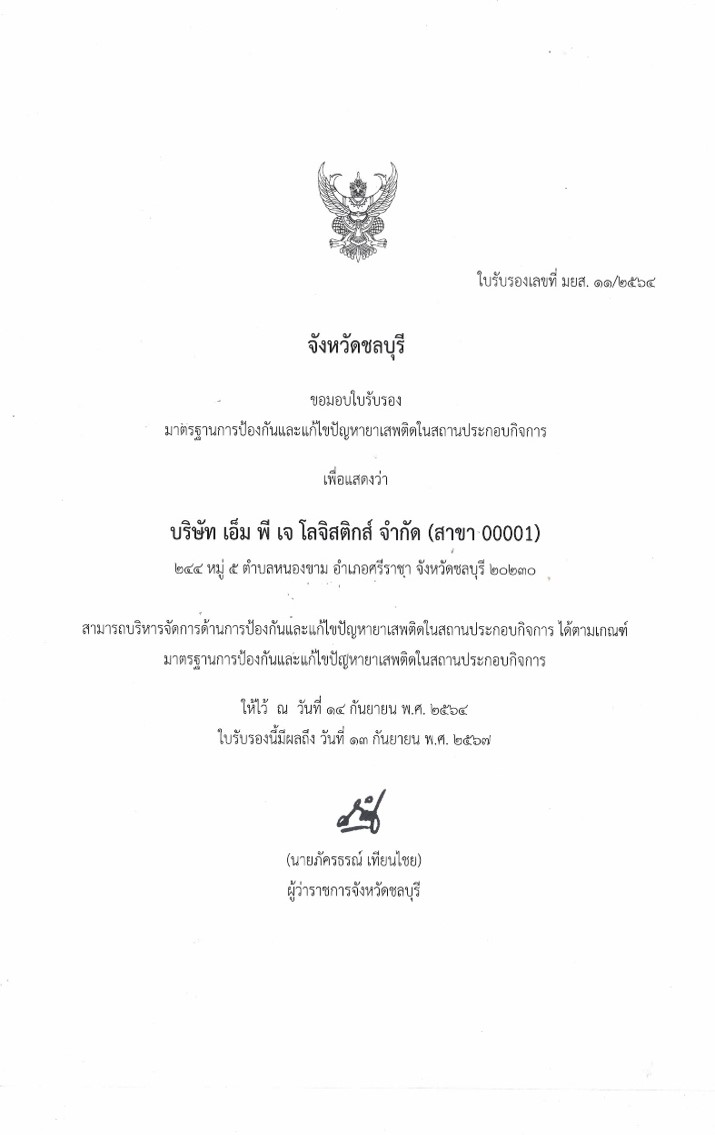 ใบรับรองเลขที่ มยส. ๑๑/๒๕๖๔
จังหวัดชลบุรี
ขอมอบใบรับรอง
มาตรฐานการป้องกันและแก้ไขปัญหายาเสพติดในสถานประกอบกิจการ
เพื่อแสดงว่า
บริษัท เอ็ม พี เจ โลจิสติกส์ จำกัด (สาขา 00001)
๒๔๔ หมู่ ๕ ตำบลหนองขาม อำเภอศรีราชา จังหวัดชลบุรี ๒๐๒๓๐
สามารถบริหารจัดการด้านการป้องกันและแก้ไขปัญหายาเสพติดในสถานประกอบกิจการ ได้ตามเกณฑ์
มาตรฐานการป้องกันและแก้ไขปัญหายาเสพติดในสถานประกอบกิจการ
ให้ไว้ ณ วันที่ ๑๔ กันยายน พ.ศ. ๒๕๖๔
ใบรับรองนี้มีผลถึง วันที่ ๑๓ กันยายน พ.ศ. ๒๕๖๗
(นายภัครธรณ์ เทียนไชย)
ผู้ว่าราชการจังหวัดชลบุรี